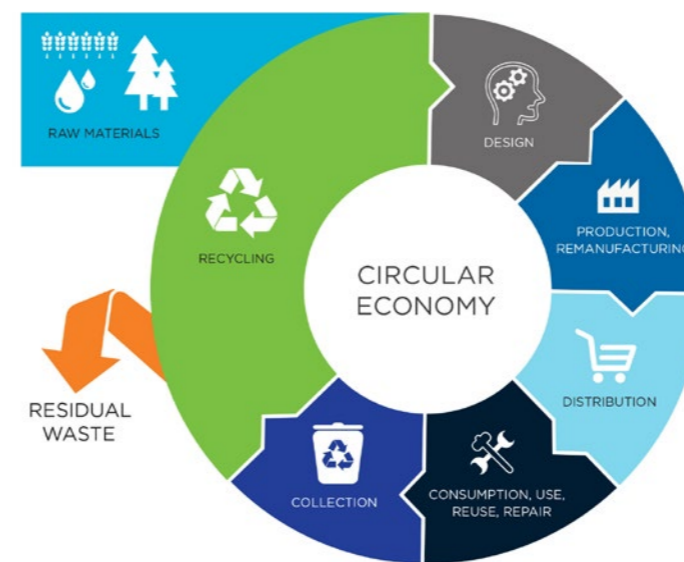 RAW MATERIALS
DESIGN
PRODUCTION,
REMANUFACTURING
RECYCLING
CIRCULAR
ECONOMY
DISTRIBUTION
RESIDUAL
WASTE
COLLECTION
CONSUMPTION, USE,
REUSE, REPAIR